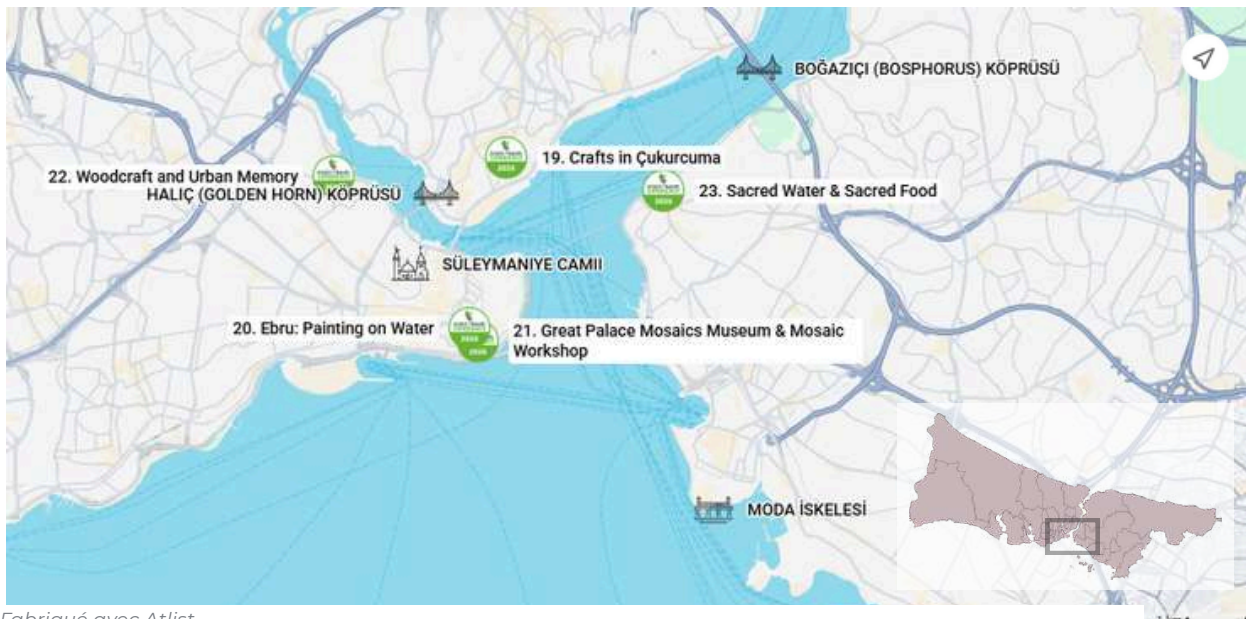 BOĞAZIÇI (BOSPHORUS) KÖPRÜSÜ
19. Crafts in Çukurcuma
22. Woodcraft and Urban Memory
23. Sacred Water & Sacred Food
HALIÇ (GOLDEN HORN) KÖPRÜSÜ
SÜLEYMANIYE CAMII
20. Ebru: Painting on Water
21. Great Palace Mosaics Museum & Mosaic
Workshop
MODA İSKELESİ
Fabriqué avec Atlist